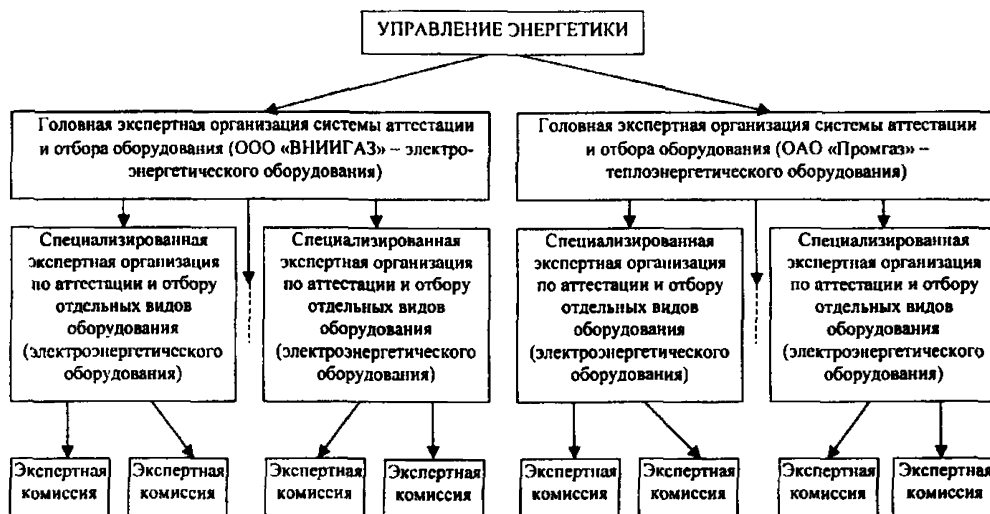 УПРАВЛЕНИЕ ЭНЕРГЕТИКИ
Головная экспертная организация системы аттестации
и отбора оборудования (ООО «ВНИИГАЗ» – электро-
энергетического оборудования)
Головная экспертная организация системы аттестации
и отбора оборудования (ОАО «Промгаз» –
теплоэнергетического оборудования)
Специализированная
экспертная организация
по аттестации и отбору
отдельных видов
оборудования
(электроэнергетического
оборудования)
Специализированная
экспертная организация
по аттестации и отбору
отдельных видов
оборудования
(электроэнергетического
оборудования)
Специализированная
экспертная организация
по аттестации и отбору
отдельных видов
оборудования
(электроэнергетического
оборудования)
Специализированная
экспертная организация
по аттестации и отбору
отдельных видов
оборудования
(электроэнергетического
оборудования)
Экспертная
комиссия
Экспертная
комиссия
Экспертная
комиссия
Экспертная
комиссия
Экспертная
комиссия
Экспертная
комиссия
Экспертная
комиссия
Экспертная
комиссия